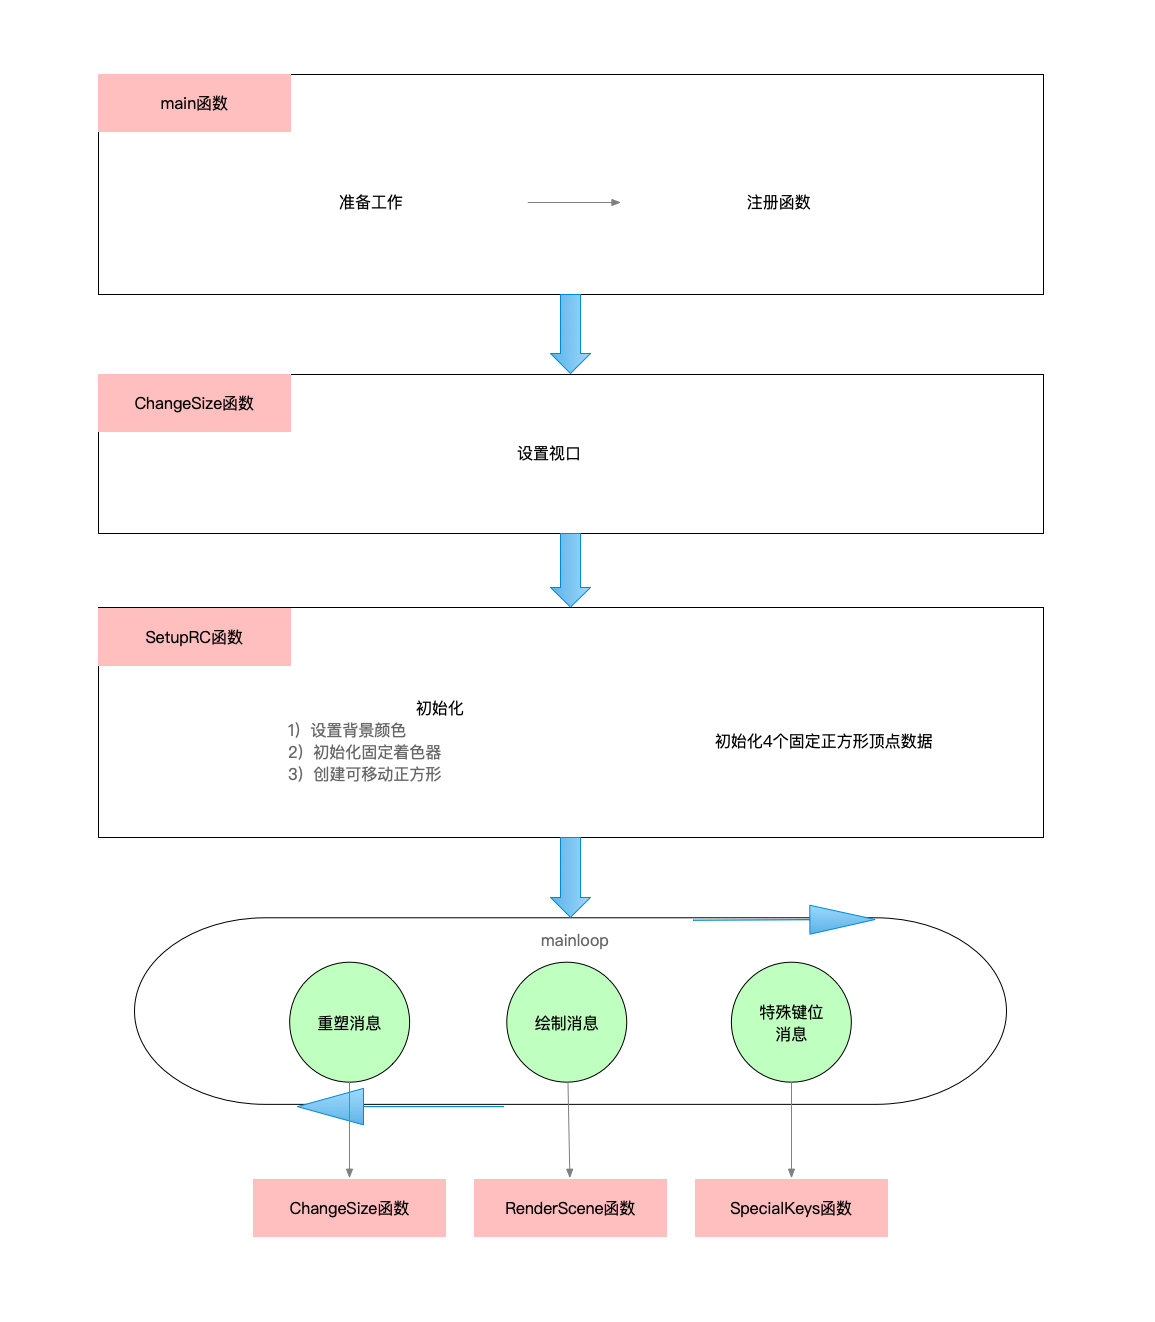 main函数
准备工作
注册函数
ChangeSize函数
设置视口
SetupRC函数
初始化
1）设置背景颜色
2）初始化固定着色器
3）创建可移动正方形
初始化4个固定正方形顶点数据
mainloop
重塑消息
绘制消息
特殊键位
消息
ChangeSize函数
RenderScene函数
SpecialKeys函数